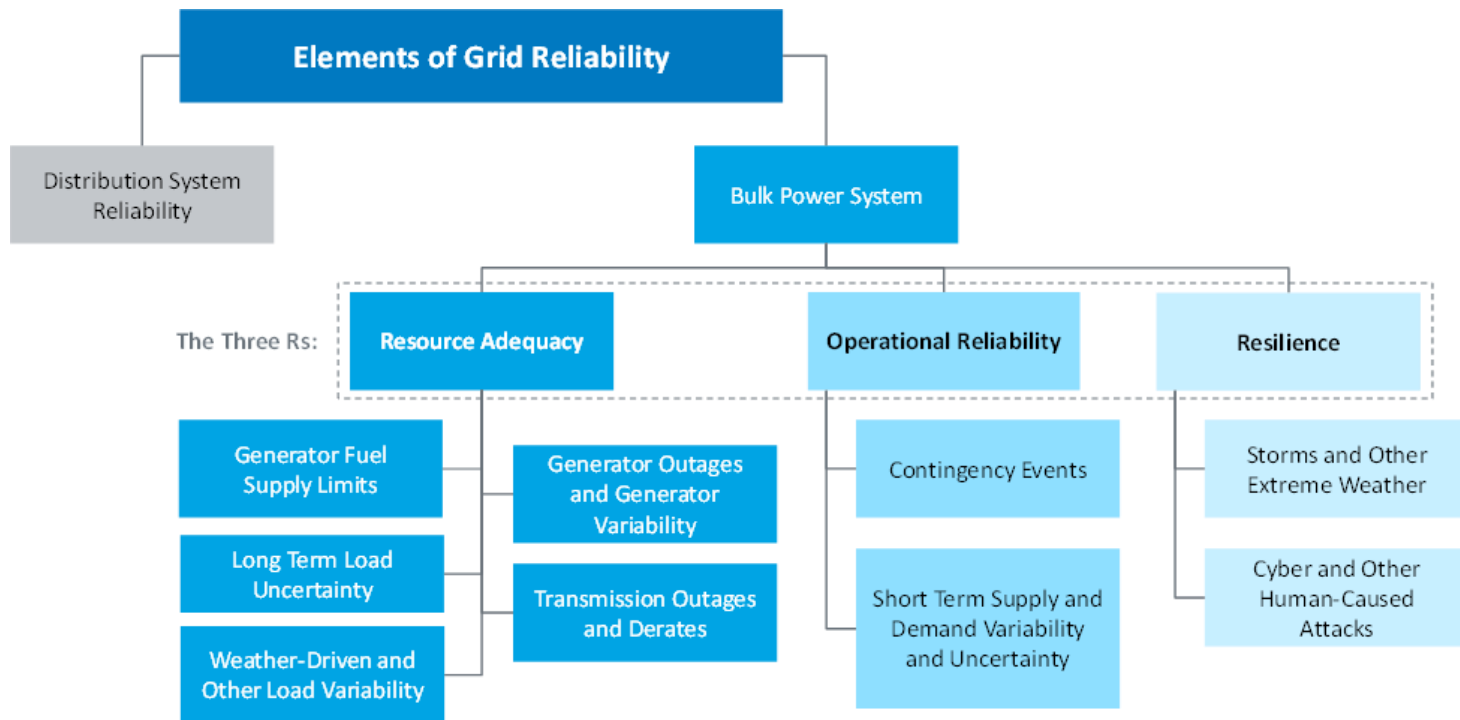 Elements of Grid Reliability
Distribution System
Reliability
Bulk Power System
The Three Rs:
Resource Adequacy
Operational Reliability
Resilience
Generator Fuel
Supply Limits
Long Term Load
Uncertainty
Weather-Driven and
Other Load Variability
Generator Outages
and Generator
Variability
Transmission Outages
and Derates
Contingency Events
Short Term Supply and
Demand Variability
and Uncertainty
Storms and Other
Extreme Weather
Cyber and Other
Human-Caused
Attacks